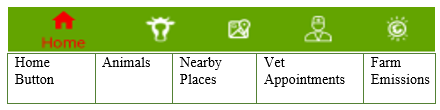 Home
Home Button
Animals
Nearby Places
Vet Appointments
Farm Emissions